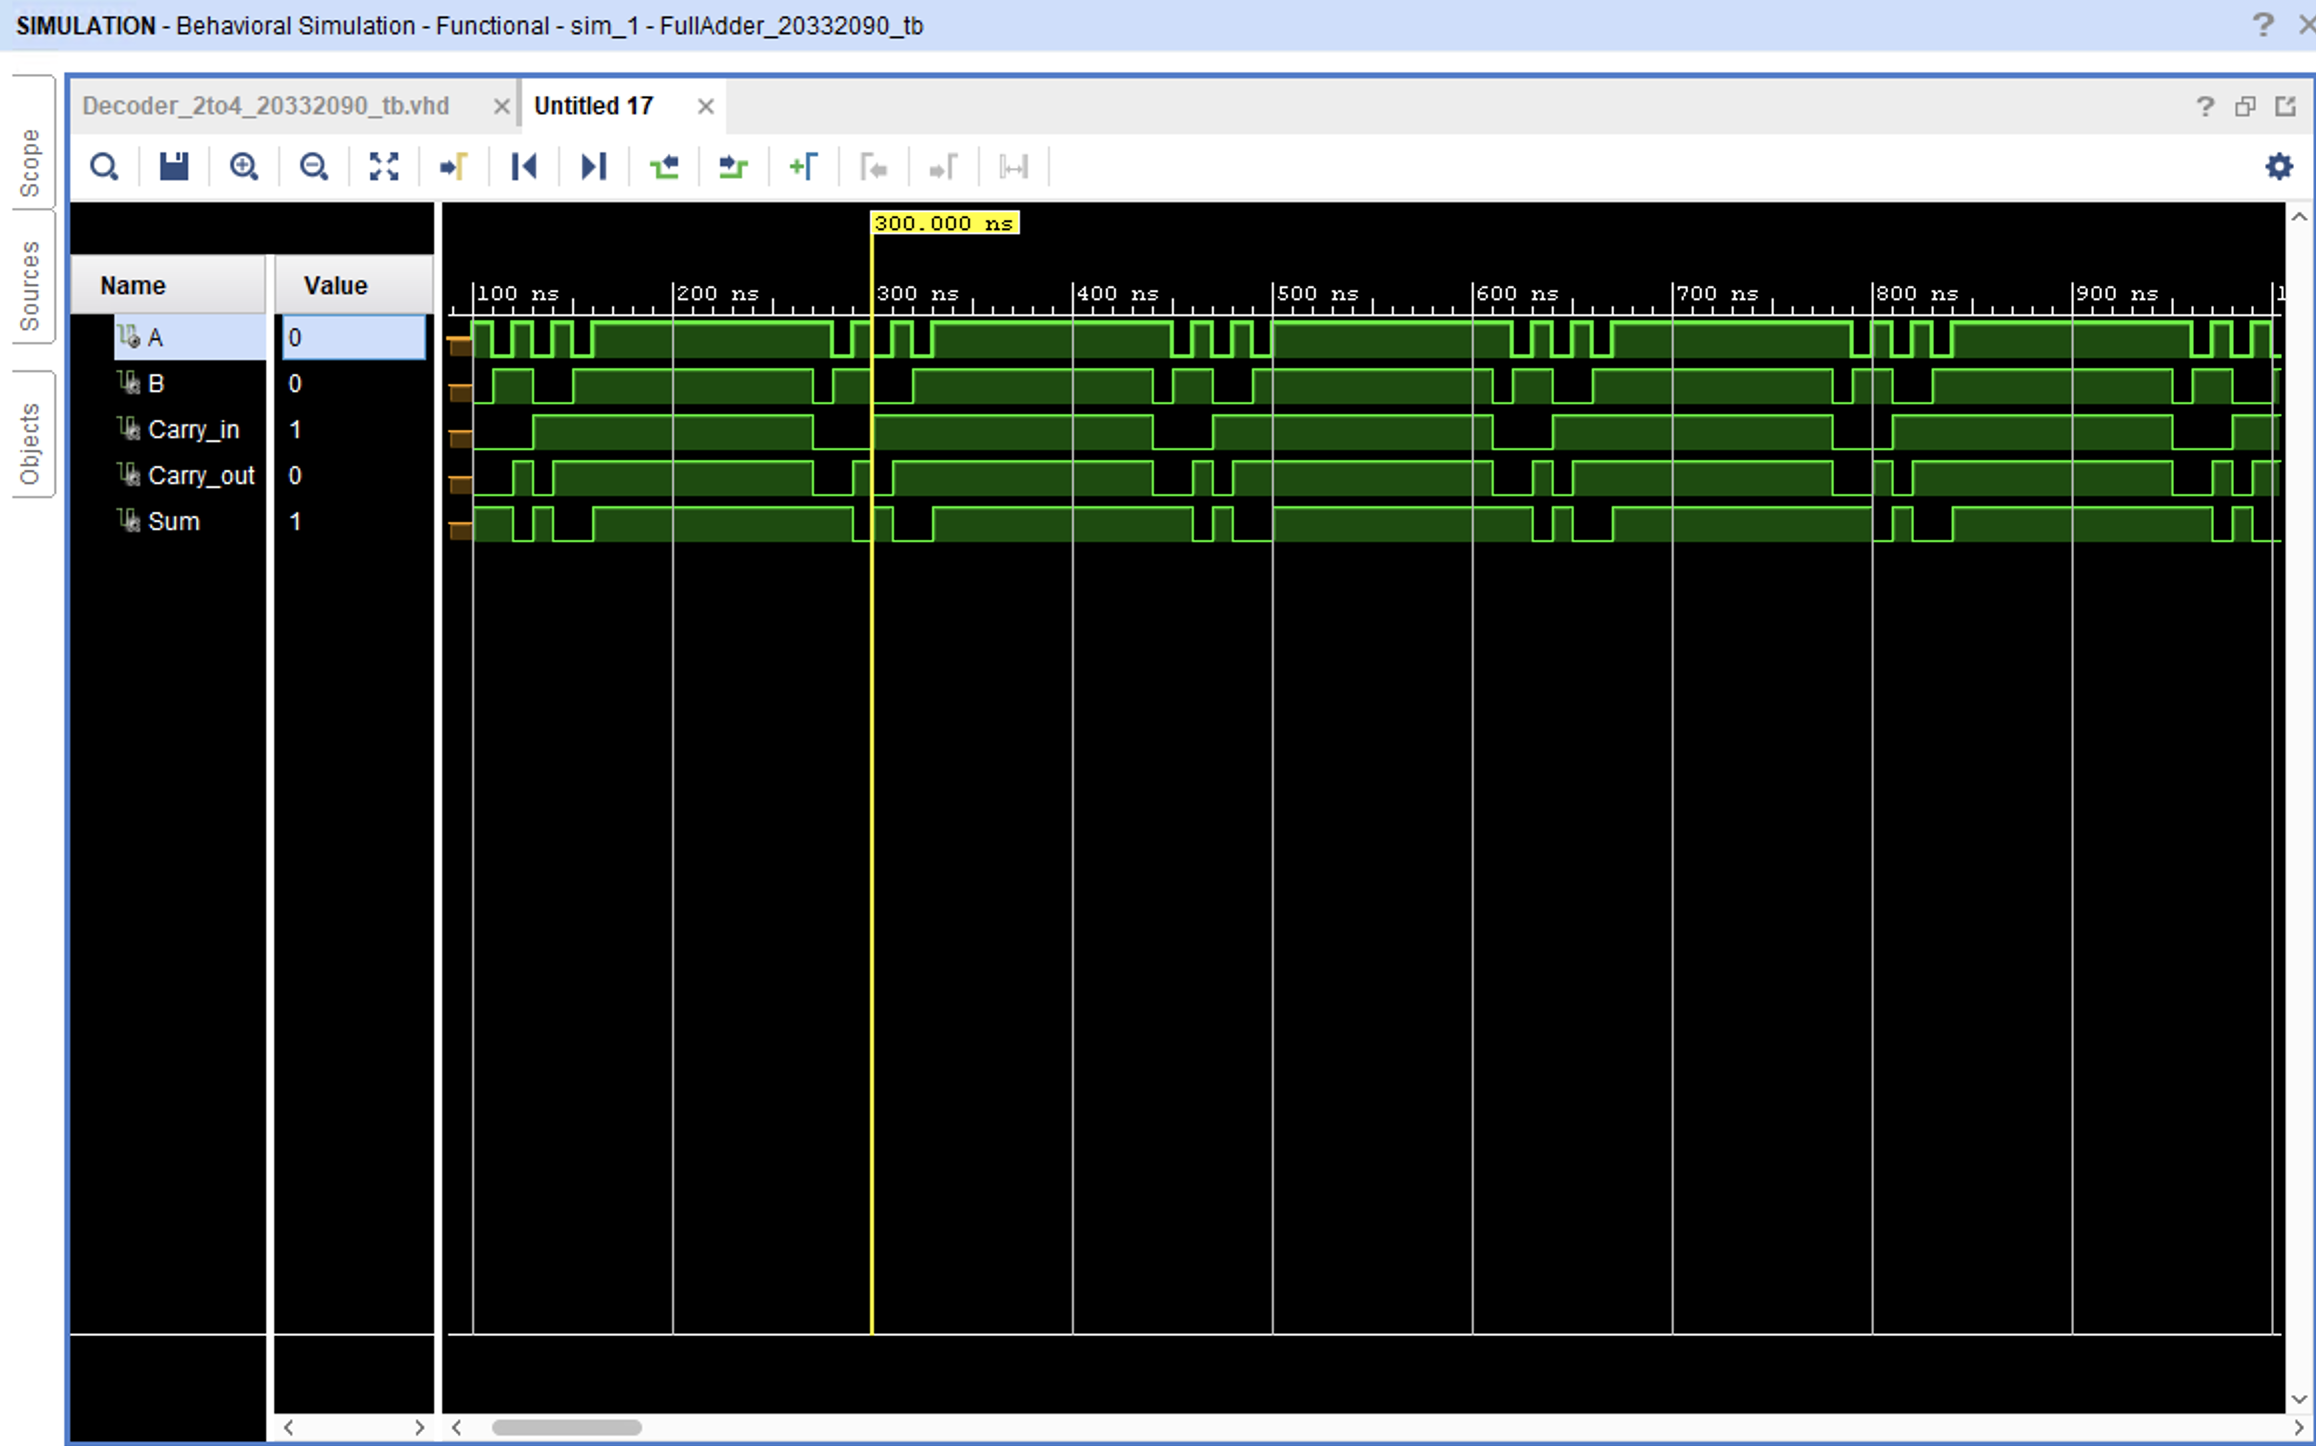 SIMULATION - Behavioral Simulation - Functional - sim_1 - FullAdder_20332090_tb
Scope
Sources
Objects
Decoder_2to4_20332090_tb.vhd
Untitled 17
300.000 ns
Name Value
100 ns 200 ns 300 ns 400 ns 500 ns 600 ns 700 ns 800 ns 900 ns 1
A 0
B 0
Carry_in 1
Carry_out 0
Sum 1